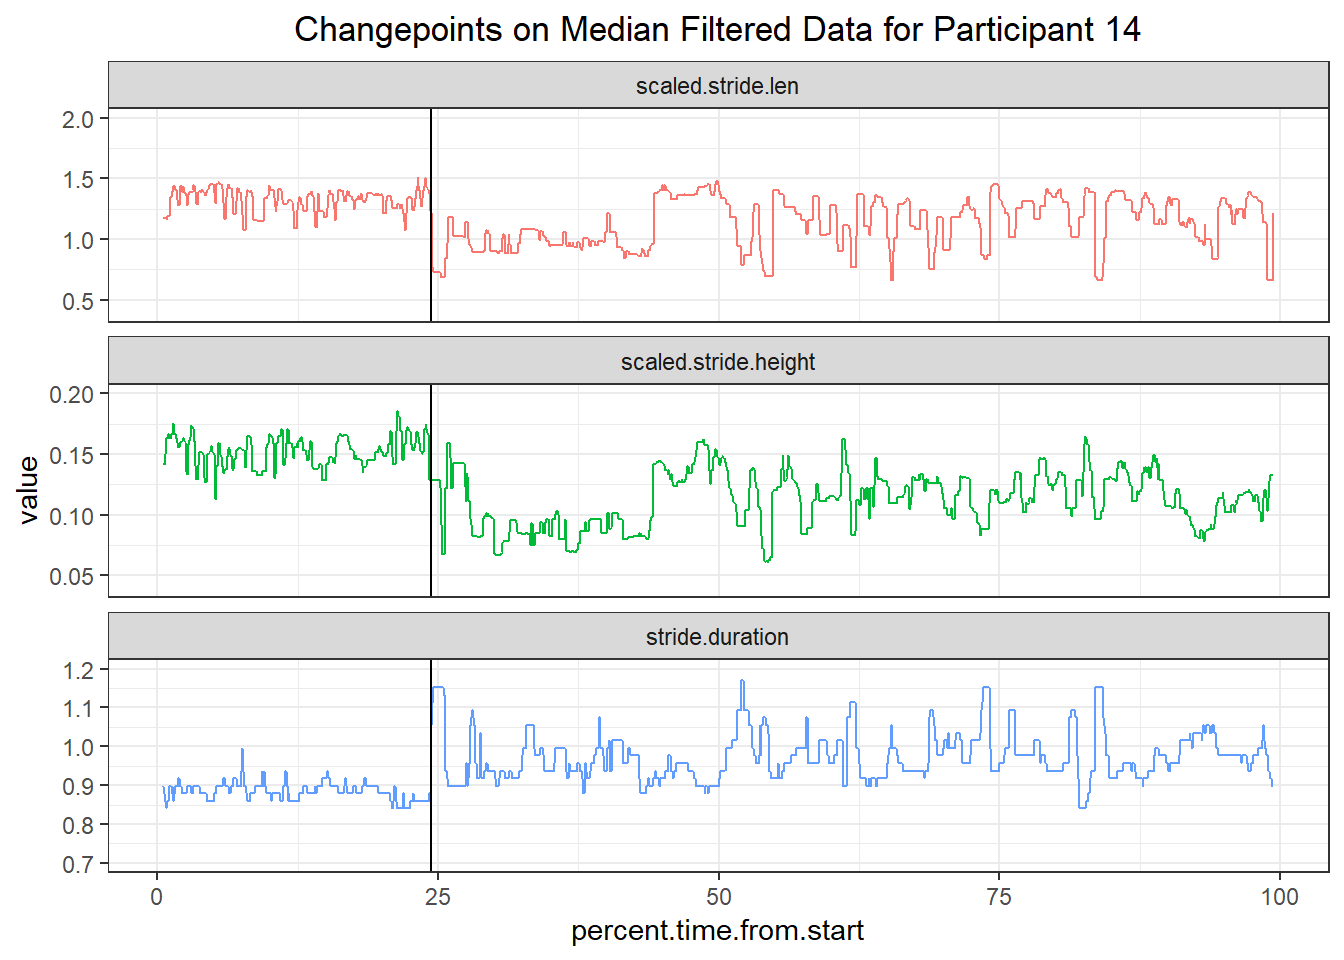 Changepoints on Median Filtered Data for Participant 14
scaled.stride.len
2.0
1.5
1.0
0.5
scaled.stride.height
0.20
0.15
0.10
0.05
value
stride.duration
1.2
1.1
1.0
0.9
0.8
0.7
0 25 50 75 100
percent.time.from.start